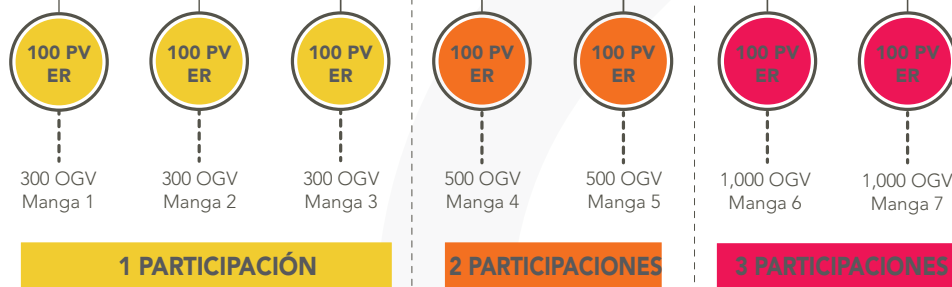 100 PV
ER
100 PV
ER
100 PV
ER
100 PV
ER
100 PV
ER
100 PV
ER
100 PV
ER
300 OGV
Manga 1
300 OGV
Manga 2
300 OGV
Manga 3
500 OGV
Manga 4
500 OGV
Manga 5
1,000 OGV
Manga 6
1,000 OGV
Manga 7
1 PARTICIPACIÓN
2 PARTICIPACIONES
3 PARTICIPACIONES